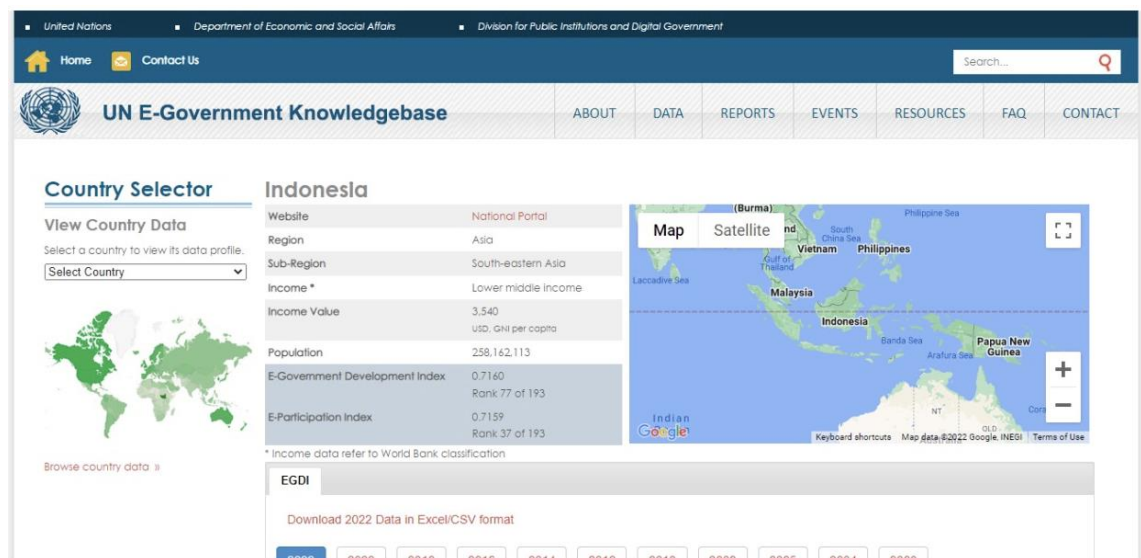 United Nations
Department of Economic and Social Affairs
Division for Public Institutions and Digital Government
Home
Contact Us
Search...
UN E-Government Knowledgebase
ABOUT
DATA
REPORTS
EVENTS
RESOURCES
FAQ
CONTACT
Country Selector
View Country Data
Select a country to view its data profile.
Select Country
Browse country data »
Indonesia
Website National Portal
Region Asia
Sub-Region South-eastern Asia
Income * Lower middle income
Income Value 3,540
USD, GNI per capita
Population 258,162,113
E-Government Development Index 0.7160
Rank 77 of 193
E-Participation Index 0.7159
Rank 37 of 193
* Income data refer to World Bank classification
Map
Satellite
(Burma)
nd
South
China Sea
Philippine Sea
Vietnam
Philippines
Gulf of
Thailand
Laccadive Sea
Malaysia
Indonesia
Banda Sea
Papua New
Guinea
Arafura Sea
Indian
NT
QLD
Google
Keyboard shortcuts
Map data ©2022 Google, INEGI
Terms of Use
EGDI
Download 2022 Data in Excel/CSV format